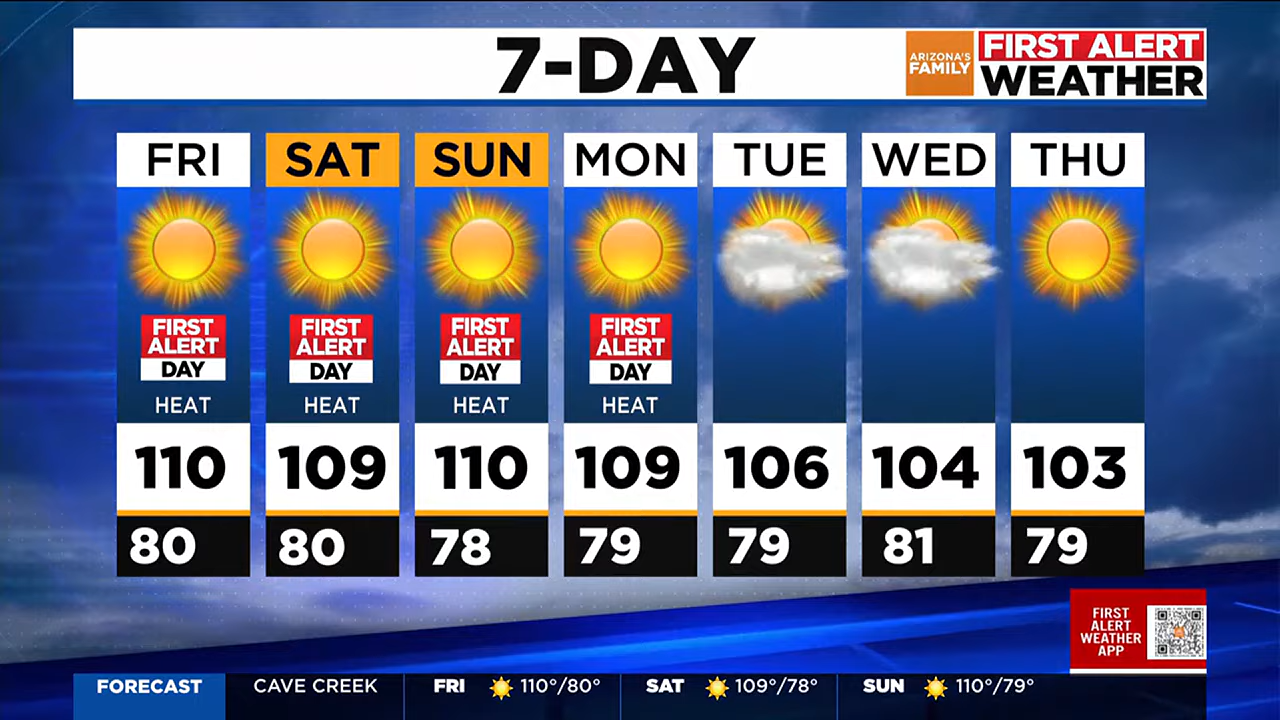 7-DAY
ARIZONA'S
FAMILY
FIRST ALERT
WEATHER
FRI SAT SUN MON TUE WED THU
FIRST FIRST FIRST FIRST
ALERT ALERT ALERT ALERT
DAY DAY DAY DAY
HEAT HEAT HEAT HEAT
110 109 110 109 106 104 103
80 80 78 79 79 81 79
FIRST
ALERT
WEATHER
APP
FORECAST CAVE CREEK FRI 110°/80° SAT 109°/78° SUN 110°/79°